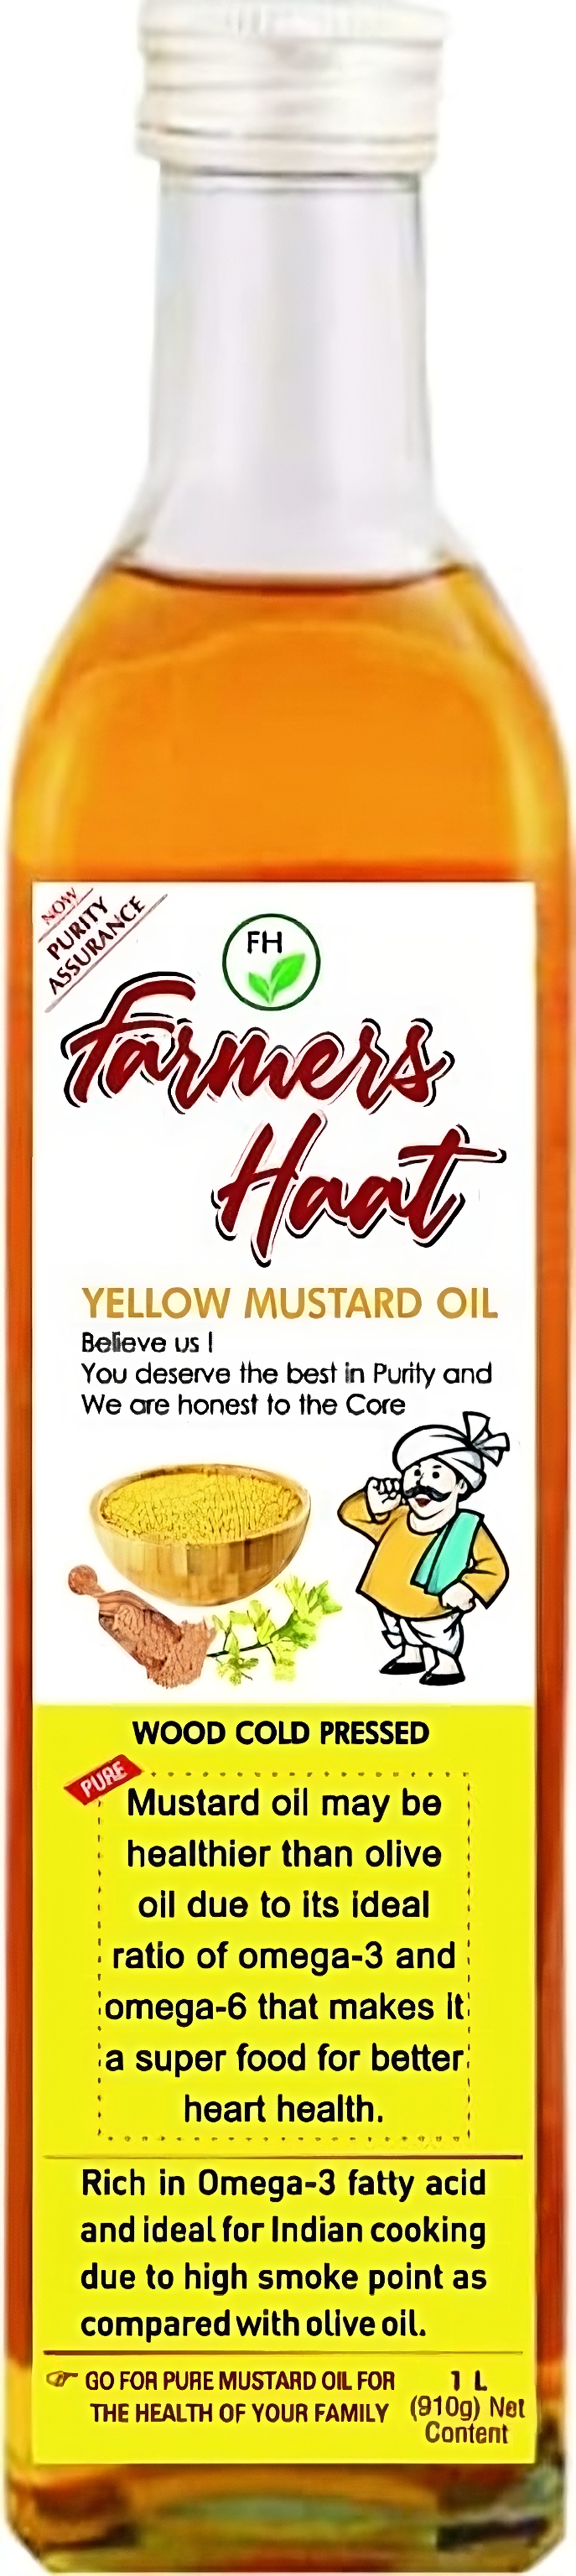 NOW
PURITY
ASSURANCE
FH
Farmers
Haat
YELLOW MUSTARD OIL
Believe us !
You deserve the best in Purity and
We are honest to the Core
WOOD COLD PRESSED
PURE
Mustard oil may be
healthier than olive
oil due to its ideal
ratio of omega-3 and
omega-6 that makes it
a super food for better
heart health.
Rich in Omega-3 fatty acid
and ideal for Indian cooking
due to high smoke point as
compared with olive oil.
GO FOR PURE MUSTARD OIL FOR
THE HEALTH OF YOUR FAMILY
1 L
(910g) Net
Content